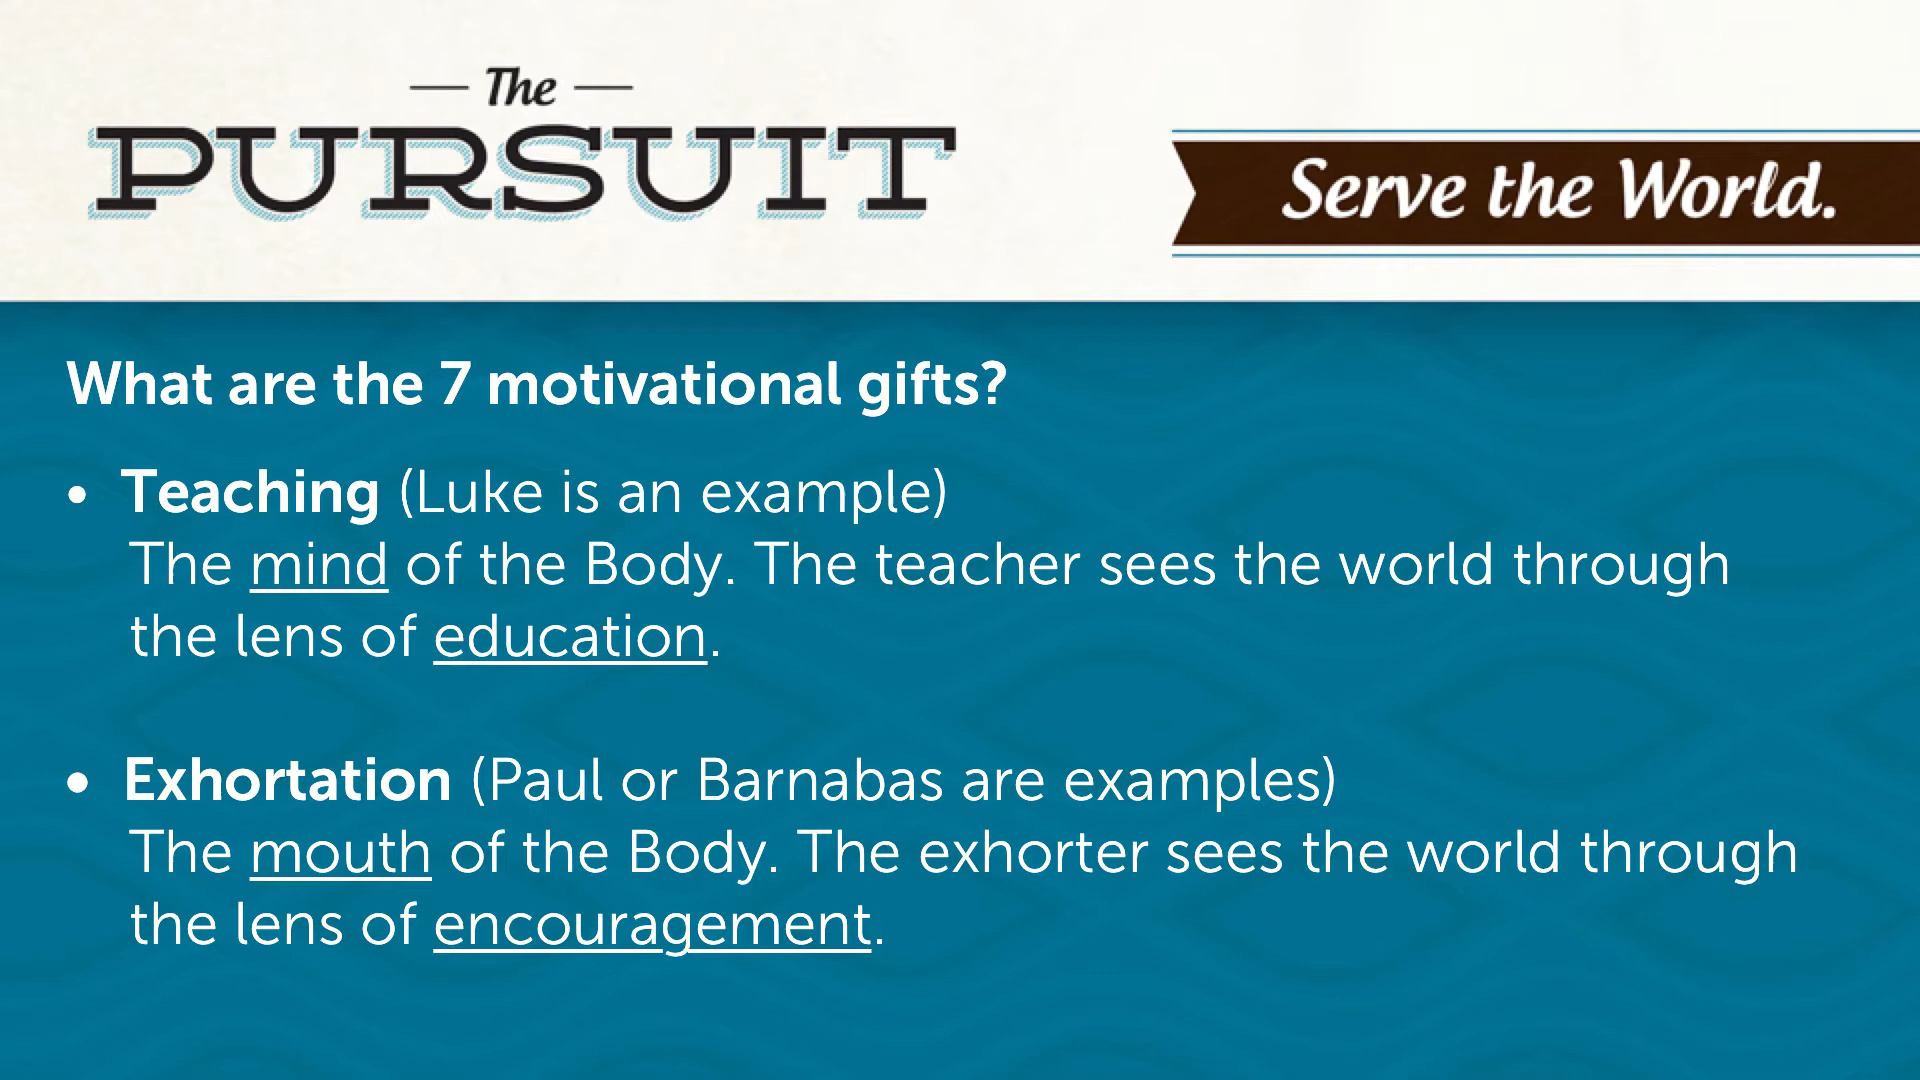 The
PURSUIT
Serve the World.
What are the 7 motivational gifts?
• Teaching (Luke is an example)
The mind of the Body. The teacher sees the world through
the lens of education.
• Exhortation (Paul or Barnabas are examples)
The mouth of the Body. The exhorter sees the world through
the lens of encouragement.